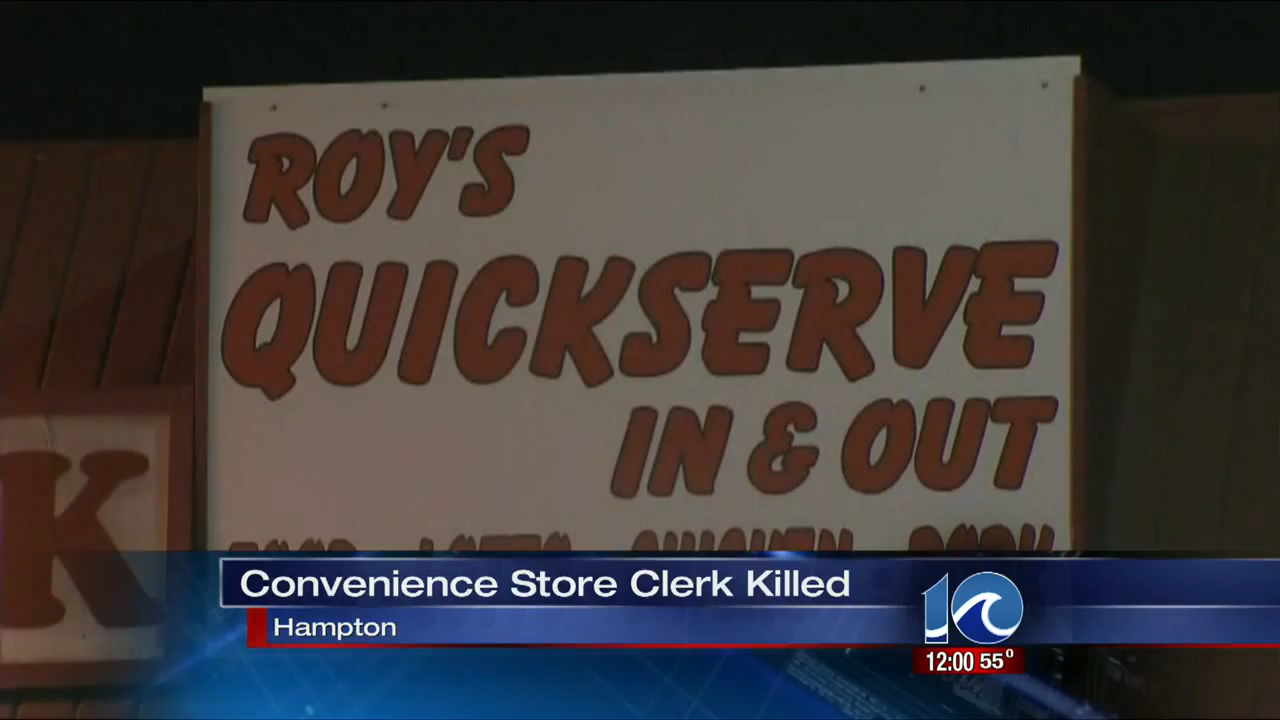 ROY'S
QUICKSERVE
IN & OUT
K
Convenience Store Clerk Killed
Hampton
10
12:00 55°